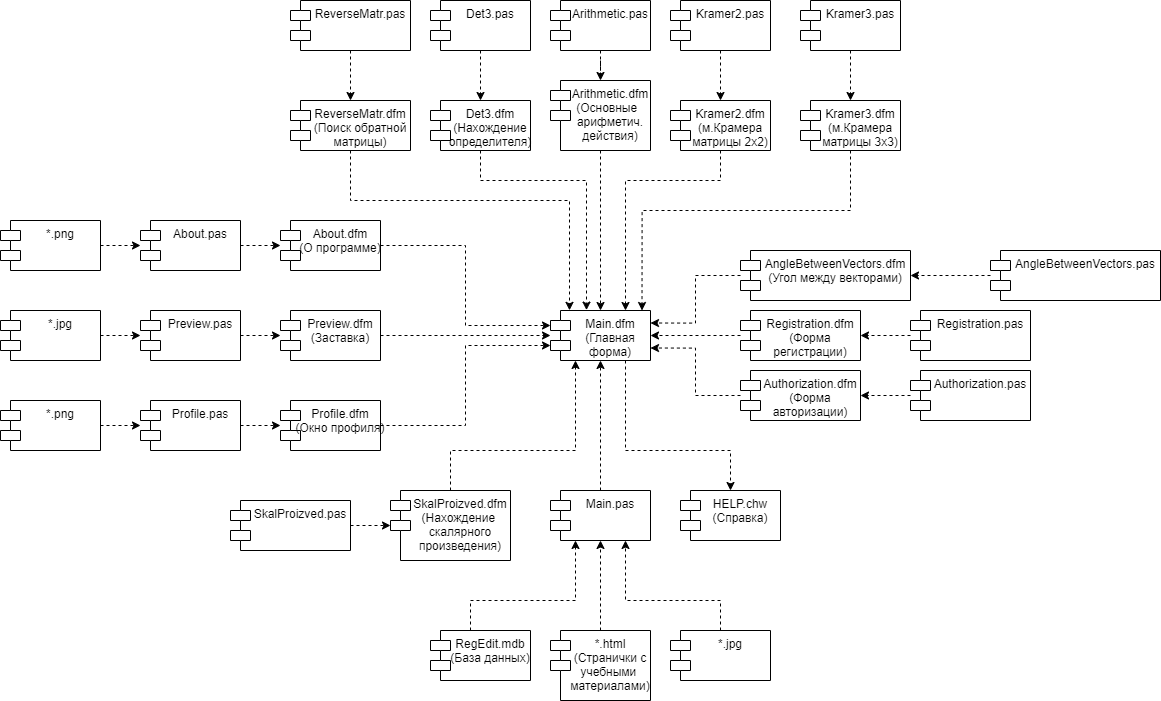 ReverseMatr.pas
Det3.pas
Arithmetic.pas
Kramer2.pas
Kramer3.pas
ReverseMatr.dfm
(Поиск обратной
матрицы)
Det3.dfm
(Нахождение
определителя)
Arithmetic.dfm
(Основные
арифметич.
действия)
Kramer2.dfm
(м.Крамера
матрицы 2x2)
Kramer3.dfm
(м.Крамера
матрицы 3x3)
*.png
About.pas
About.dfm
(О программе)
AngleBetweenVectors.dfm
(Угол между векторами)
AngleBetweenVectors.pas
*.jpg
Preview.pas
Preview.dfm
(Заставка)
Main.dfm
(Главная
форма)
Registration.dfm
(Форма
регистрации)
Registration.pas
*.png
Profile.pas
Profile.dfm
(Окно профиля)
Authorization.dfm
(Форма
авторизации)
Authorization.pas
SkalProizved.pas
SkalProizved.dfm
(Нахождение
скалярного
произведения)
Main.pas
HELP.chw
(Справка)
RegEdit.mdb
(База данных)
*.html
(Странички с
учебными
материалами)
*.jpg